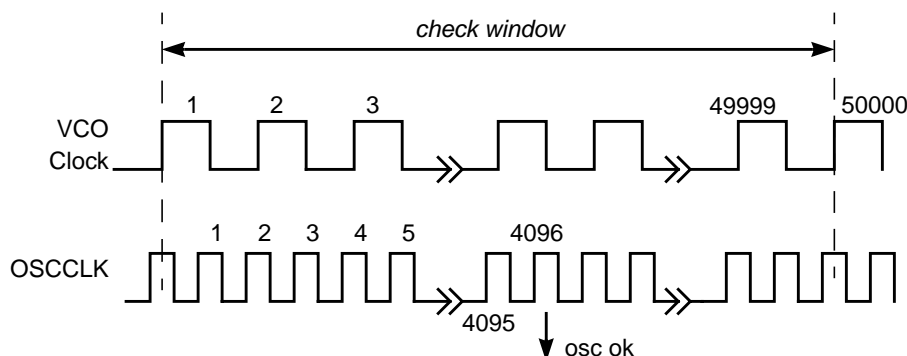 check window
1 2 3 49999 50000
VCO
Clock
1 2 3 4 5 4096
OSCCLK
4095
osc ok